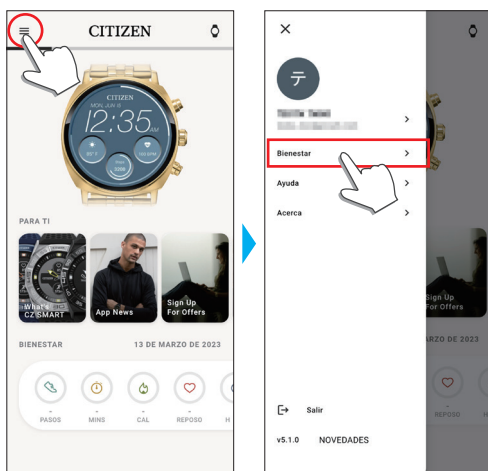 CITIZEN
CITIZEN
MON, JUN 15
12:35
AM
PARA TI
What's
CZ SMART
App News
Sign Up
For Offers
BIENESTAR
13 DE MARZO DE 2023
-
PASOS
-
MINS
-
CAL
-
REPOSO
H
テ
Bienestar
Ayuda
Acerca
Salir
v5.1.0
NOVEDADES
Sign Up
For Offers
ARZO DE 2023
-
REPOSO
H